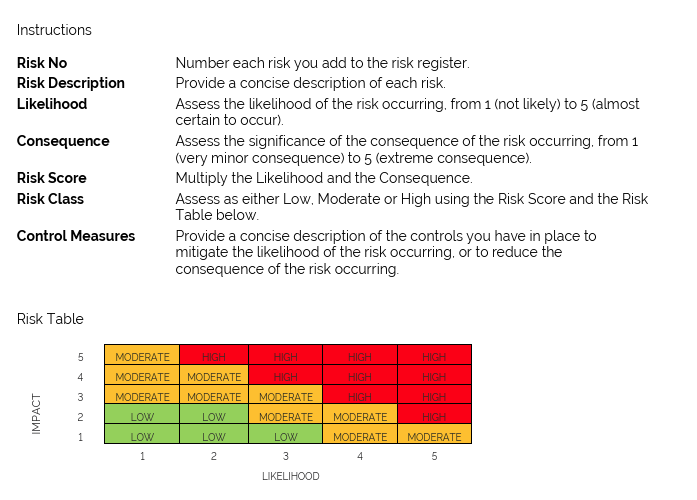 Instructions
Risk No Number each risk you add to the risk register.
Risk Description Provide a concise description of each risk.
Likelihood Assess the likelihood of the risk occurring, from 1 (not likely) to 5 (almost
certain to occur).
Consequence Assess the significance of the consequence of the risk occurring, from 1
(very minor consequence) to 5 (extreme consequence).
Risk Score Multiply the Likelihood and the Consequence.
Risk Class Assess as either Low, Moderate or High using the Risk Score and the Risk
Table below.
Control Measures Provide a concise description of the controls you have in place to
mitigate the likelihood of the risk occurring, or to reduce the
consequence of the risk occurring.
Risk Table
IMPACT
5 MODERATE HIGH HIGH HIGH HIGH
4 MODERATE MODERATE HIGH HIGH HIGH
3 MODERATE MODERATE MODERATE HIGH HIGH
2 LOW LOW MODERATE MODERATE HIGH
1 LOW LOW LOW MODERATE MODERATE
1 2 3 4 5
LIKELIHOOD